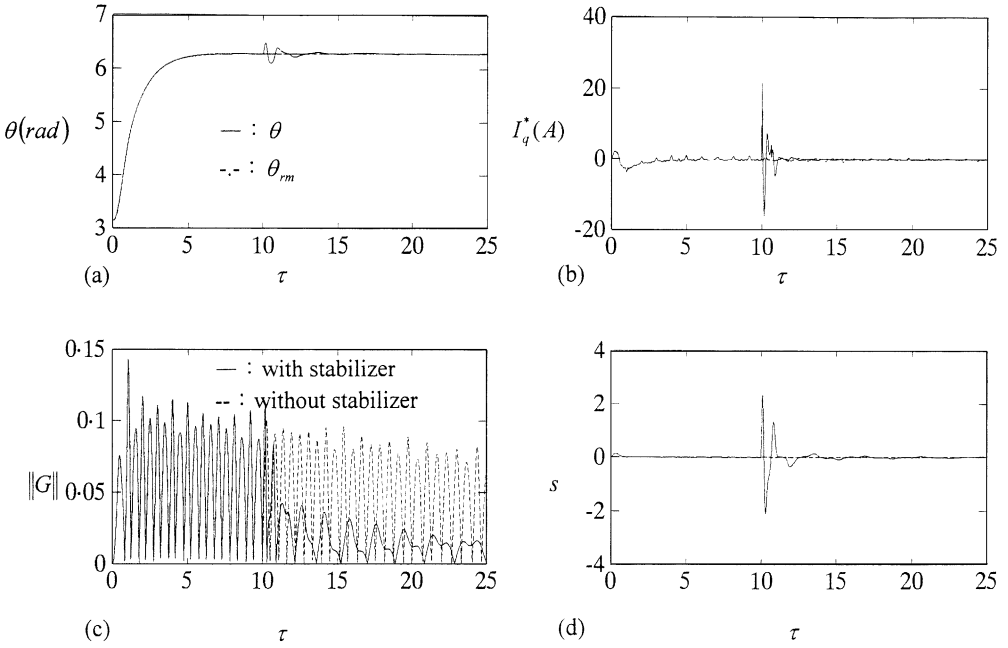 7
6
5
4
3
θ(rad)
— : θ
-·- : θrm
0 5 10 15 20 25
(a) τ
40
20
0
-20
I*q(A)
0 5 10 15 20 25
(b) τ
0·15
0·1
0·05
0
‖G‖
— : with stabilizer
-- : without stabilizer
0 5 10 15 20 25
(c) τ
4
2
0
-2
-4
s
0 5 10 15 20 25
(d) τ